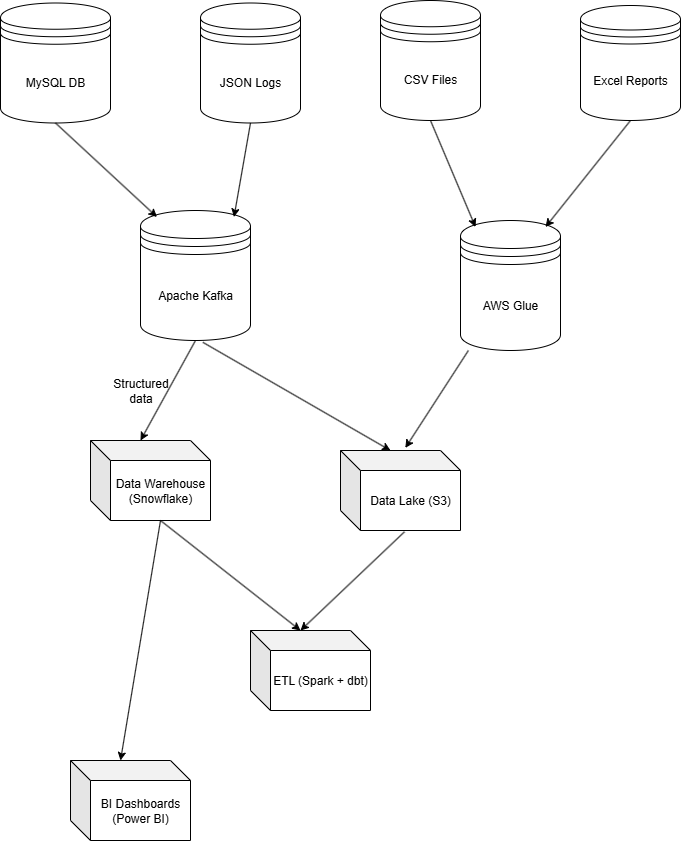 MySQL DB
JSON Logs
CSV Files
Excel Reports
Apache Kafka
AWS Glue
Structured
data
Data Warehouse
(Snowflake)
Data Lake (S3)
ETL (Spark + dbt)
BI Dashboards
(Power BI)